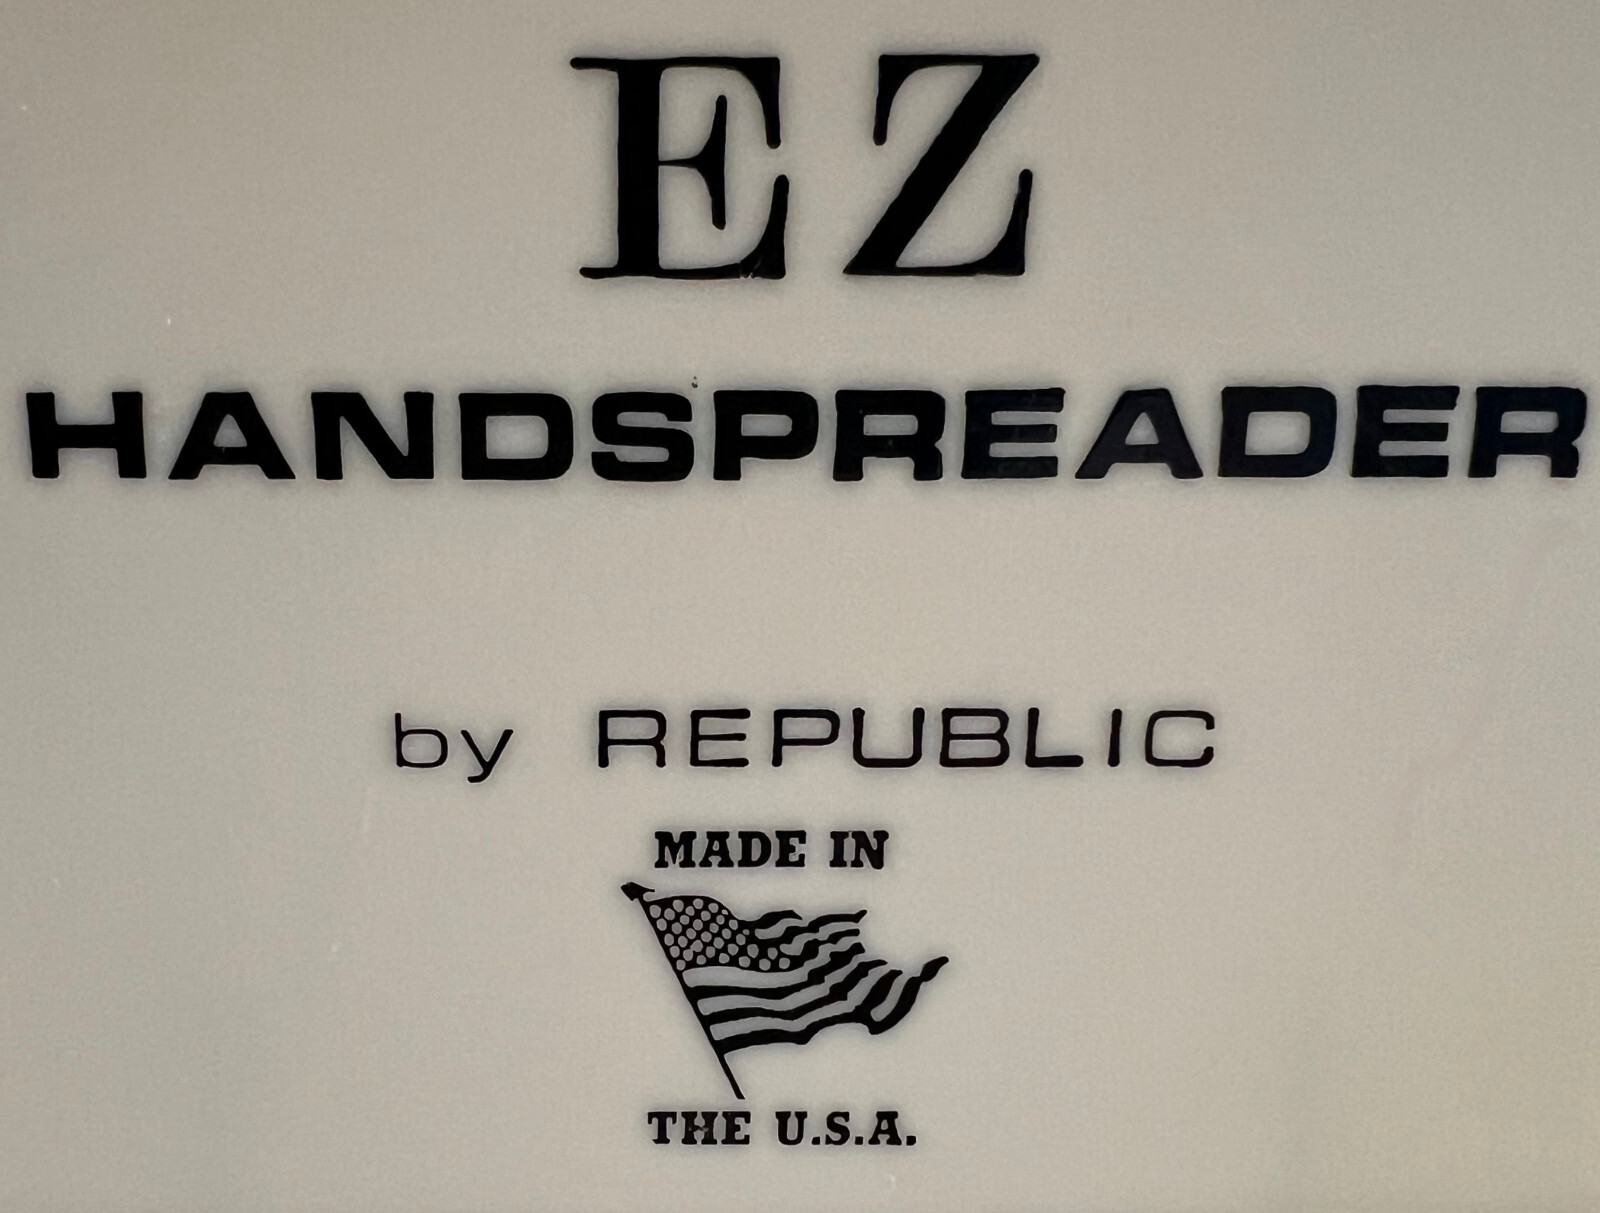 EZ
HANDSPREADER
by REPUBLIC
MADE IN
THE U.S.A.